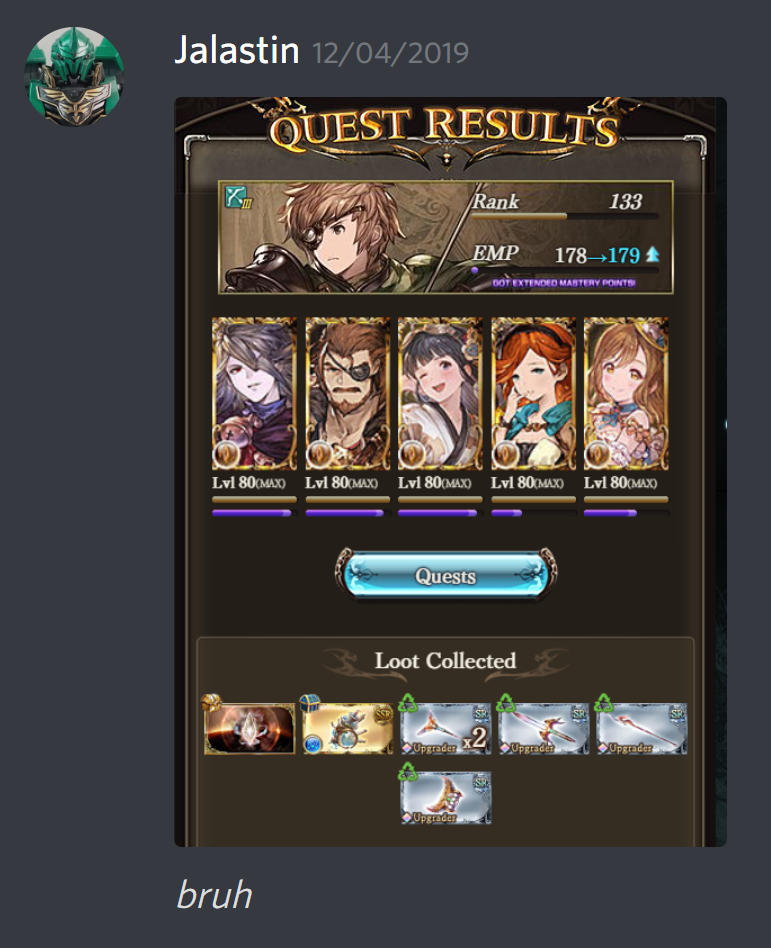 Jalastin 12/04/2019
QUEST RESULTS
III
Rank 133
EMP 178→179
GOT EXTENDED MASTERY POINTS!
Lvl 80(MAX) Lvl 80(MAX) Lvl 80(MAX) Lvl 80(MAX) Lvl 80(MAX)
Quests
Loot Collected
SSR SR SR SR
Upgrader x2 Upgrader Upgrader
SR
Upgrader
bruh